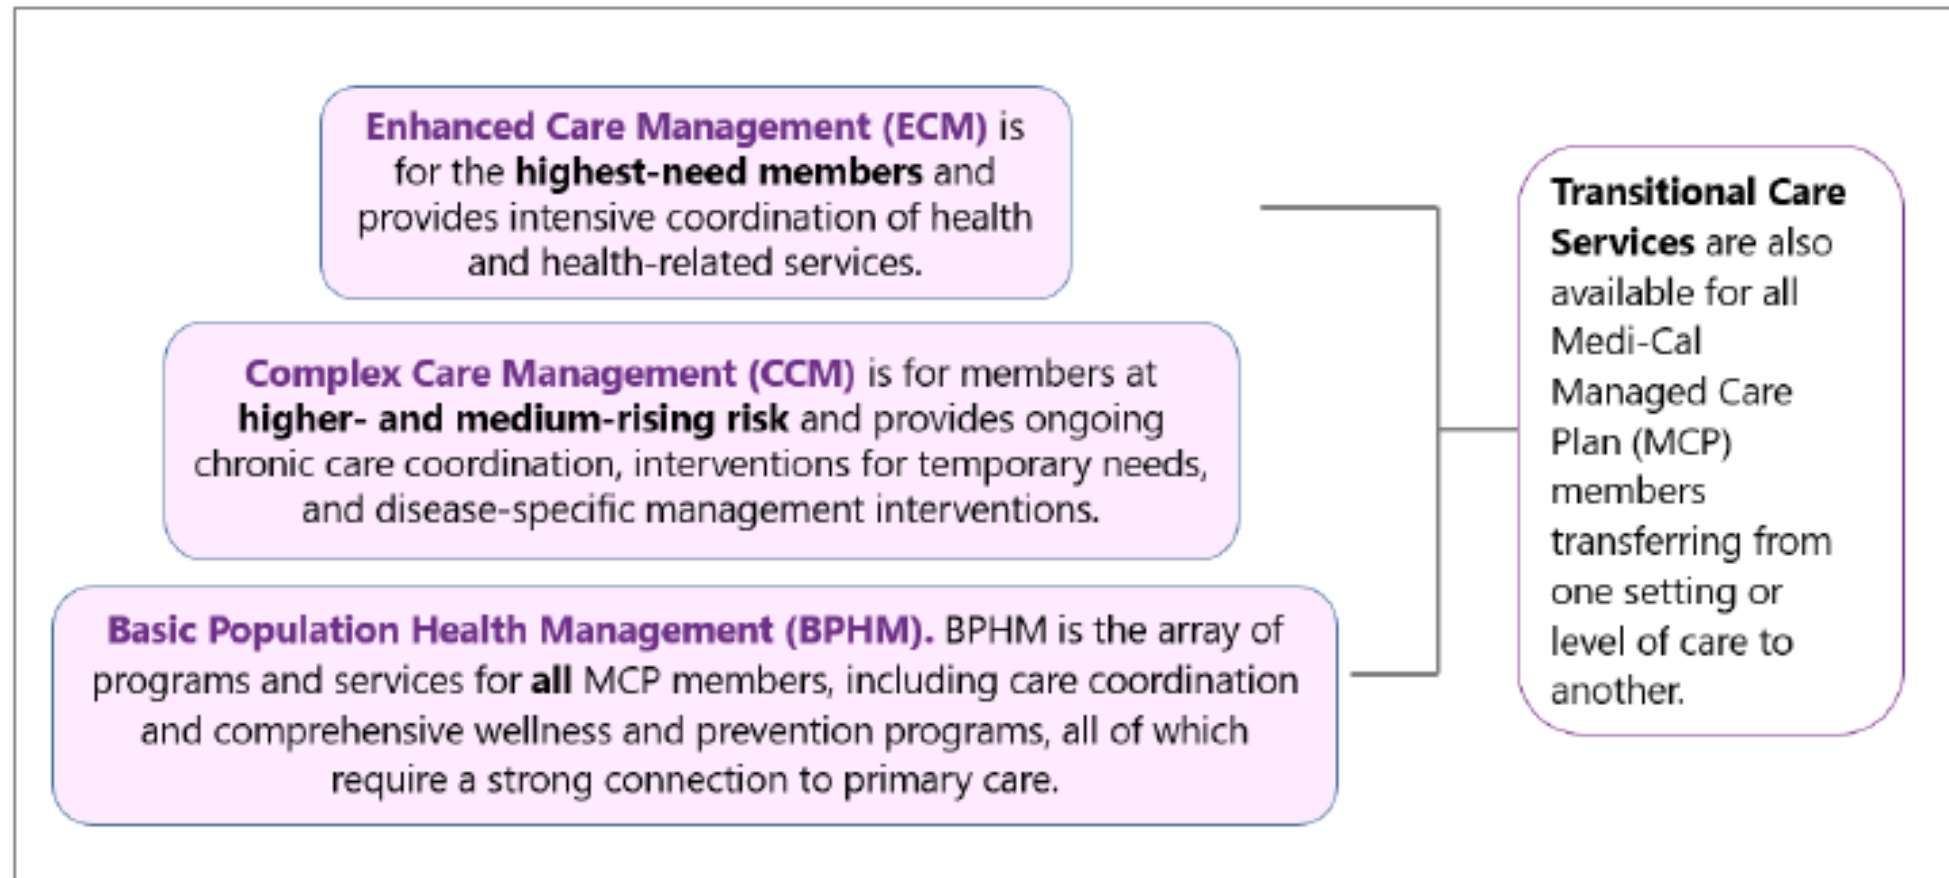 Enhanced Care Management (ECM) is
for the highest-need members and
provides intensive coordination of health
and health-related services.
Complex Care Management (CCM) is for members at
higher- and medium-rising risk and provides ongoing
chronic care coordination, interventions for temporary needs,
and disease-specific management interventions.
Basic Population Health Management (BPHM). BPHM is the array of
programs and services for all MCP members, including care coordination
and comprehensive wellness and prevention programs, all of which
require a strong connection to primary care.
Transitional Care
Services are also
available for all
Medi-Cal
Managed Care
Plan (MCP)
members
transferring from
one setting or
level of care to
another.